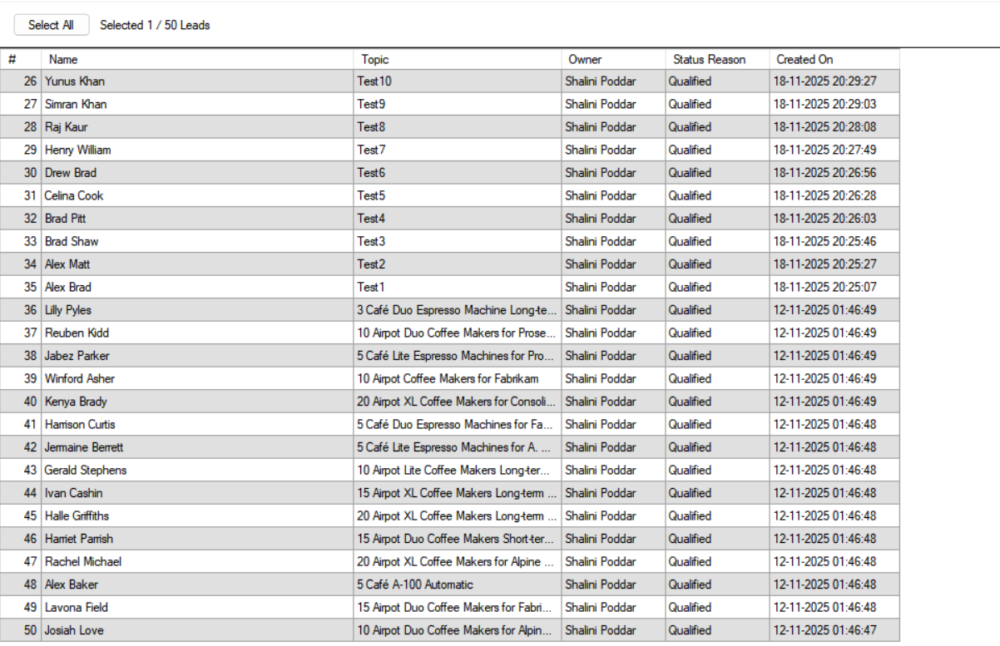 Select All Selected 1 / 50 Leads
# Name Topic Owner Status Reason Created On
26 Yunus Khan Test10 Shalini Poddar Qualified 18-11-2025 20:29:27
27 Simran Khan Test9 Shalini Poddar Qualified 18-11-2025 20:29:03
28 Raj Kaur Test8 Shalini Poddar Qualified 18-11-2025 20:28:08
29 Henry William Test7 Shalini Poddar Qualified 18-11-2025 20:27:49
30 Drew Brad Test6 Shalini Poddar Qualified 18-11-2025 20:26:56
31 Celina Cook Test5 Shalini Poddar Qualified 18-11-2025 20:26:28
32 Brad Pitt Test4 Shalini Poddar Qualified 18-11-2025 20:26:03
33 Brad Shaw Test3 Shalini Poddar Qualified 18-11-2025 20:25:46
34 Alex Matt Test2 Shalini Poddar Qualified 18-11-2025 20:25:27
35 Alex Brad Test1 Shalini Poddar Qualified 18-11-2025 20:25:07
36 Lilly Pyles 3 Café Duo Espresso Machine Long-te... Shalini Poddar Qualified 12-11-2025 01:46:49
37 Reuben Kidd 10 Airpot Duo Coffee Makers for Prose... Shalini Poddar Qualified 12-11-2025 01:46:49
38 Jabez Parker 5 Café Lite Espresso Machines for Pro... Shalini Poddar Qualified 12-11-2025 01:46:49
39 Winford Asher 10 Airpot Coffee Makers for Fabrikam Shalini Poddar Qualified 12-11-2025 01:46:49
40 Kenya Brady 20 Airpot XL Coffee Makers for Consoli... Shalini Poddar Qualified 12-11-2025 01:46:49
41 Harrison Curtis 5 Café Duo Espresso Machines for Fa... Shalini Poddar Qualified 12-11-2025 01:46:48
42 Jermaine Berrett 5 Café Lite Espresso Machines for A. ... Shalini Poddar Qualified 12-11-2025 01:46:48
43 Gerald Stephens 10 Airpot Lite Coffee Makers Long-ter... Shalini Poddar Qualified 12-11-2025 01:46:48
44 Ivan Cashin 15 Airpot XL Coffee Makers Long-term ... Shalini Poddar Qualified 12-11-2025 01:46:48
45 Halle Griffiths 20 Airpot XL Coffee Makers Long-term ... Shalini Poddar Qualified 12-11-2025 01:46:48
46 Harriet Parrish 15 Airpot Duo Coffee Makers Short-ter... Shalini Poddar Qualified 12-11-2025 01:46:48
47 Rachel Michael 20 Airpot XL Coffee Makers for Alpine ... Shalini Poddar Qualified 12-11-2025 01:46:48
48 Alex Baker 5 Café A-100 Automatic Shalini Poddar Qualified 12-11-2025 01:46:48
49 Lavona Field 15 Airpot Duo Coffee Makers for Fabri... Shalini Poddar Qualified 12-11-2025 01:46:48
50 Josiah Love 10 Airpot Duo Coffee Makers for Alpin... Shalini Poddar Qualified 12-11-2025 01:46:47